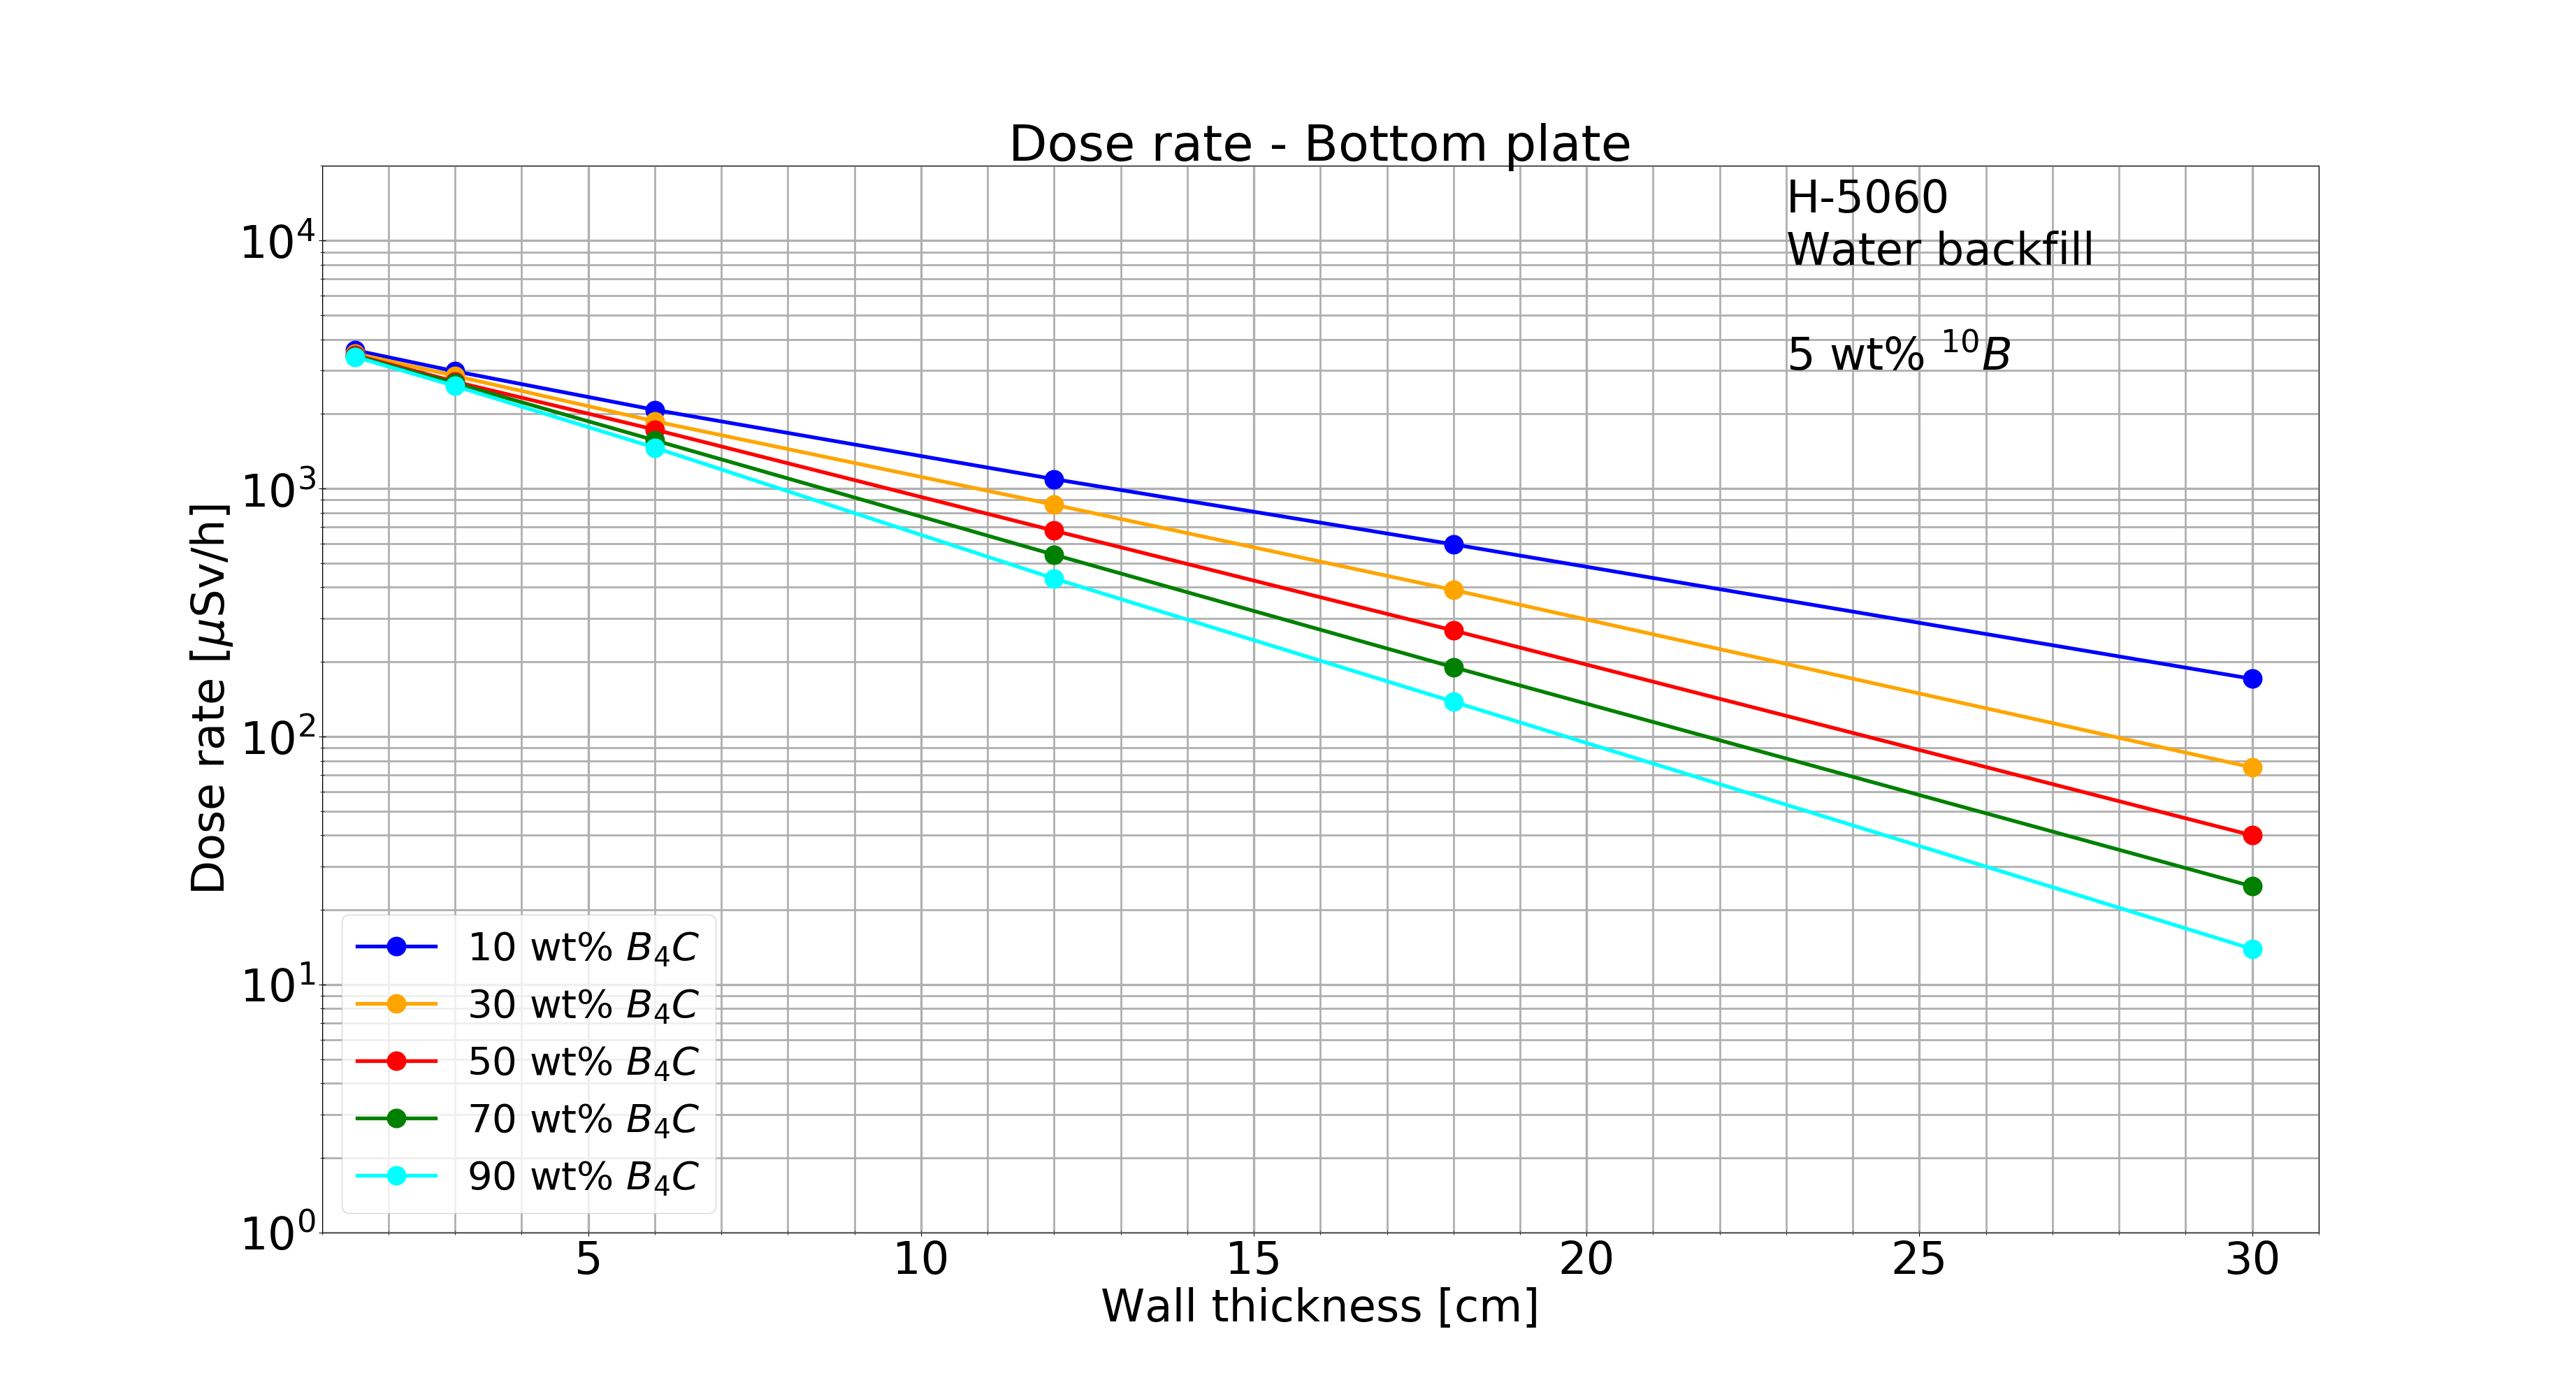 Dose rate - Bottom plate
H-5060
Water backfill
5 wt% ¹⁰B
Dose rate [μSv/h]
10⁴
10³
10²
10¹
10⁰
10 wt% B₄C
30 wt% B₄C
50 wt% B₄C
70 wt% B₄C
90 wt% B₄C
5 10 15 20 25 30
Wall thickness [cm]